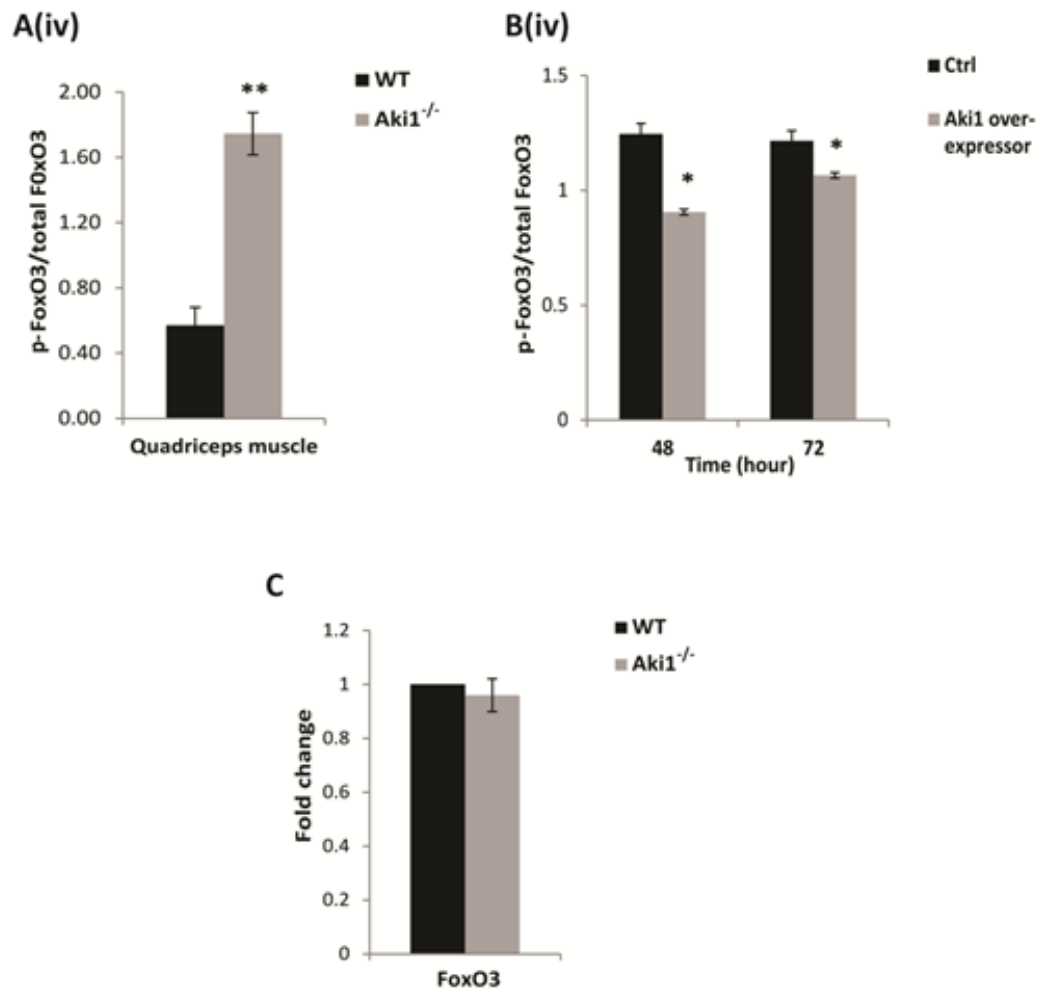 A(iv)
WT
Aki1-/-
2.00
1.60
1.20
0.80
0.40
0.00
**
p-FoxO3/total F0xO3
Quadriceps muscle
B(iv)
Ctrl
Aki1 over-
expressor
1.5
1
0.5
0
*
*
p-FoxO3/total FoxO3
48
72
Time (hour)
C
WT
Aki1-/-
1.2
1
0.8
0.6
0.4
0.2
0
Fold change
FoxO3